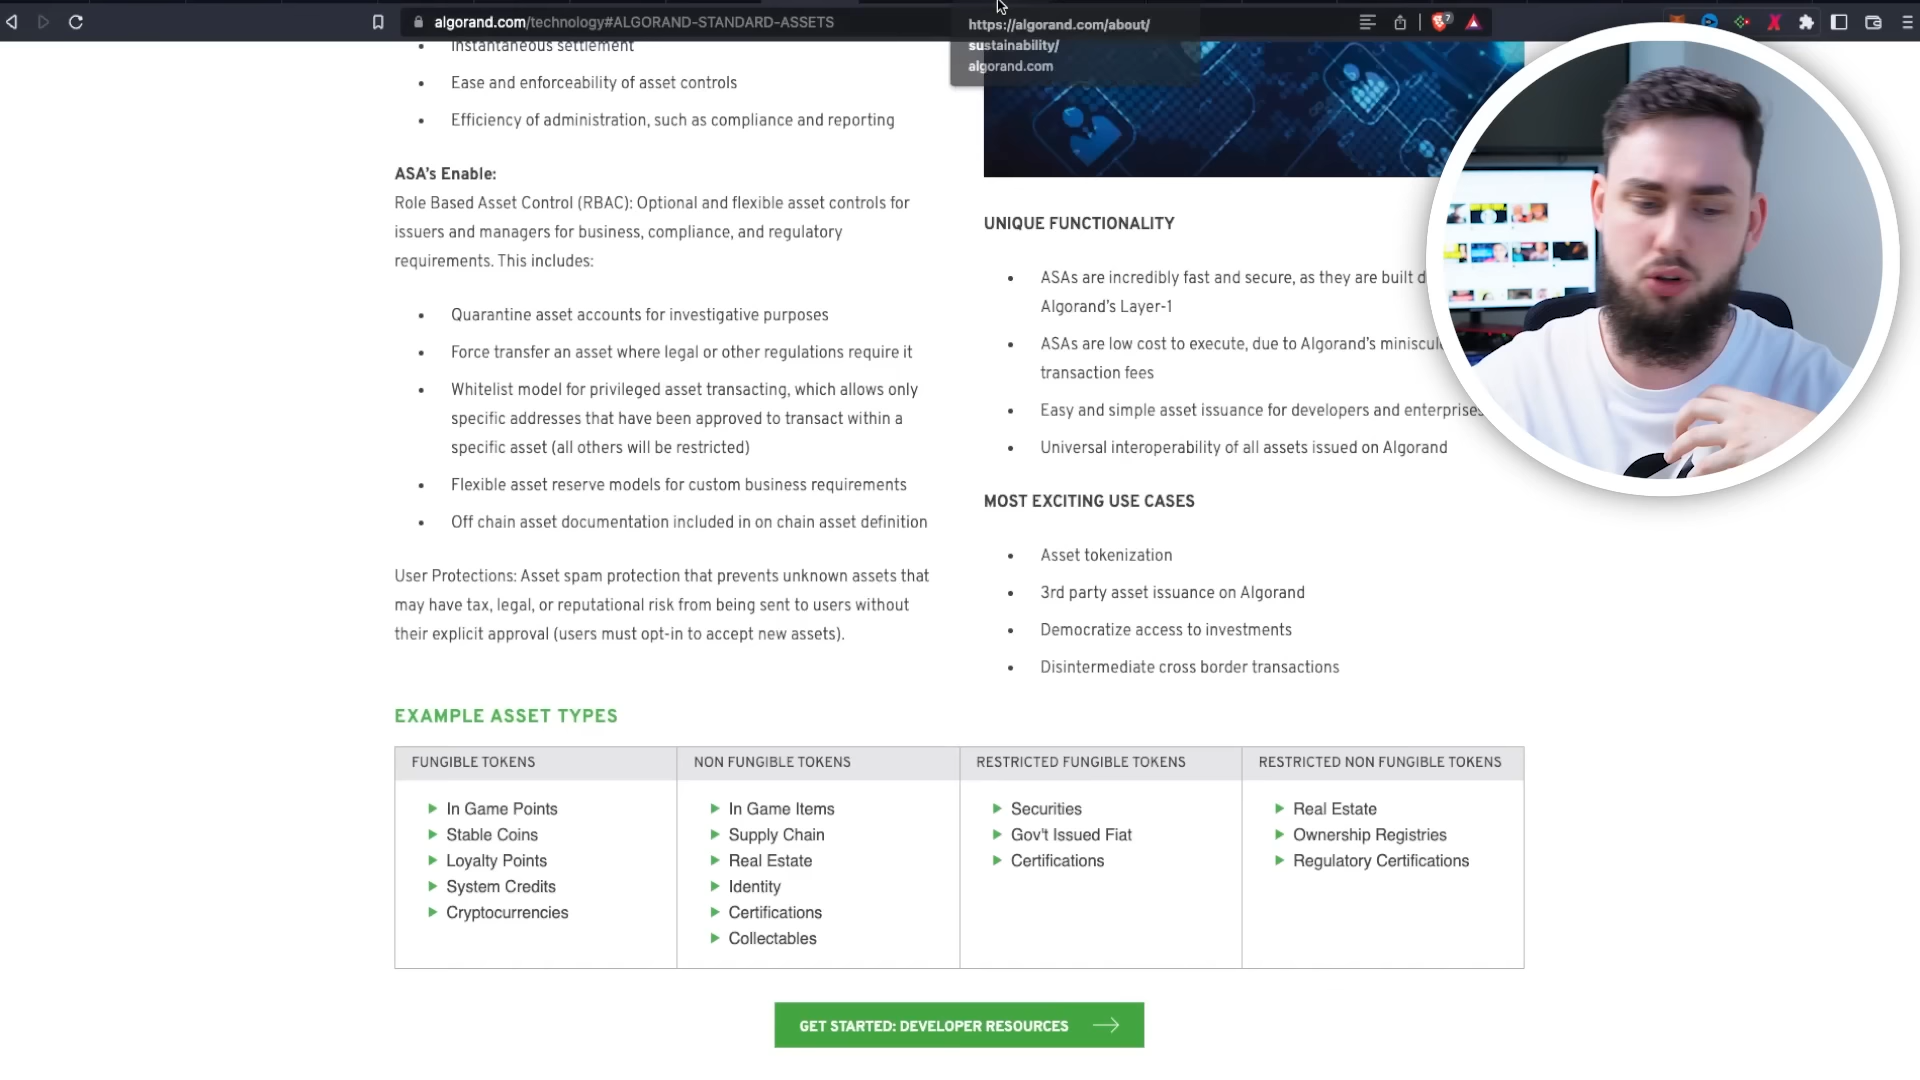 algorand.com/technology#ALGORAND-STANDARD-ASSETS
https://algorand.com/about/
sustainability/
algorand.com
7
Instantaneous settlement
Ease and enforceability of asset controls
Efficiency of administration, such as compliance and reporting
ASA's Enable:
Role Based Asset Control (RBAC): Optional and flexible asset controls for
issuers and managers for business, compliance, and regulatory
requirements. This includes:
Quarantine asset accounts for investigative purposes
Force transfer an asset where legal or other regulations require it
Whitelist model for privileged asset transacting, which allows only
specific addresses that have been approved to transact within a
specific asset (all others will be restricted)
Flexible asset reserve models for custom business requirements
Off chain asset documentation included in on chain asset definition
User Protections: Asset spam protection that prevents unknown assets that
may have tax, legal, or reputational risk from being sent to users without
their explicit approval (users must opt-in to accept new assets).
UNIQUE FUNCTIONALITY
ASAs are incredibly fast and secure, as they are built
Algorand's Layer-1
ASAs are low cost to execute, due to Algorand's
transaction fees
Easy and simple asset issuance for developers and enterprises
Universal interoperability of all assets issued on Algorand
MOST EXCITING USE CASES
Asset tokenization
3rd party asset issuance on Algorand
Democratize access to investments
Disintermediate cross border transactions
EXAMPLE ASSET TYPES
FUNGIBLE TOKENS
In Game Points
Stable Coins
Loyalty Points
System Credits
Cryptocurrencies
NON FUNGIBLE TOKENS
In Game Items
Supply Chain
Real Estate
Identity
Certifications
Collectables
RESTRICTED FUNGIBLE TOKENS
Securities
Gov't Issued Fiat
Certifications
RESTRICTED NON FUNGIBLE TOKENS
Real Estate
Ownership Registries
Regulatory Certifications
GET STARTED: DEVELOPER RESOURCES